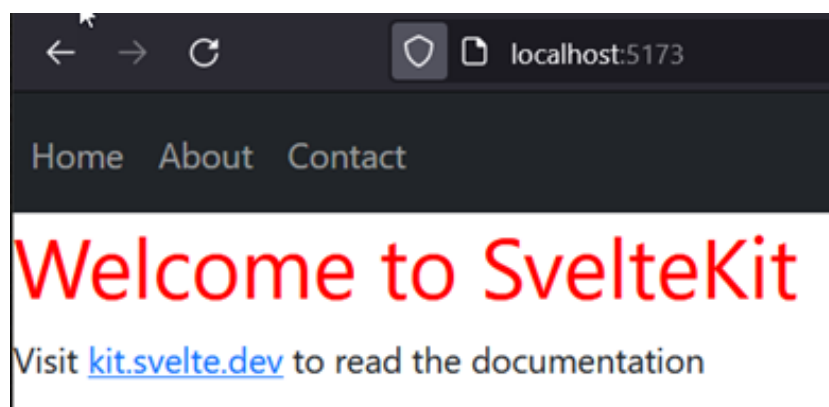 localhost:5173
Home About Contact
Welcome to SvelteKit
Visit kit.svelte.dev to read the documentation